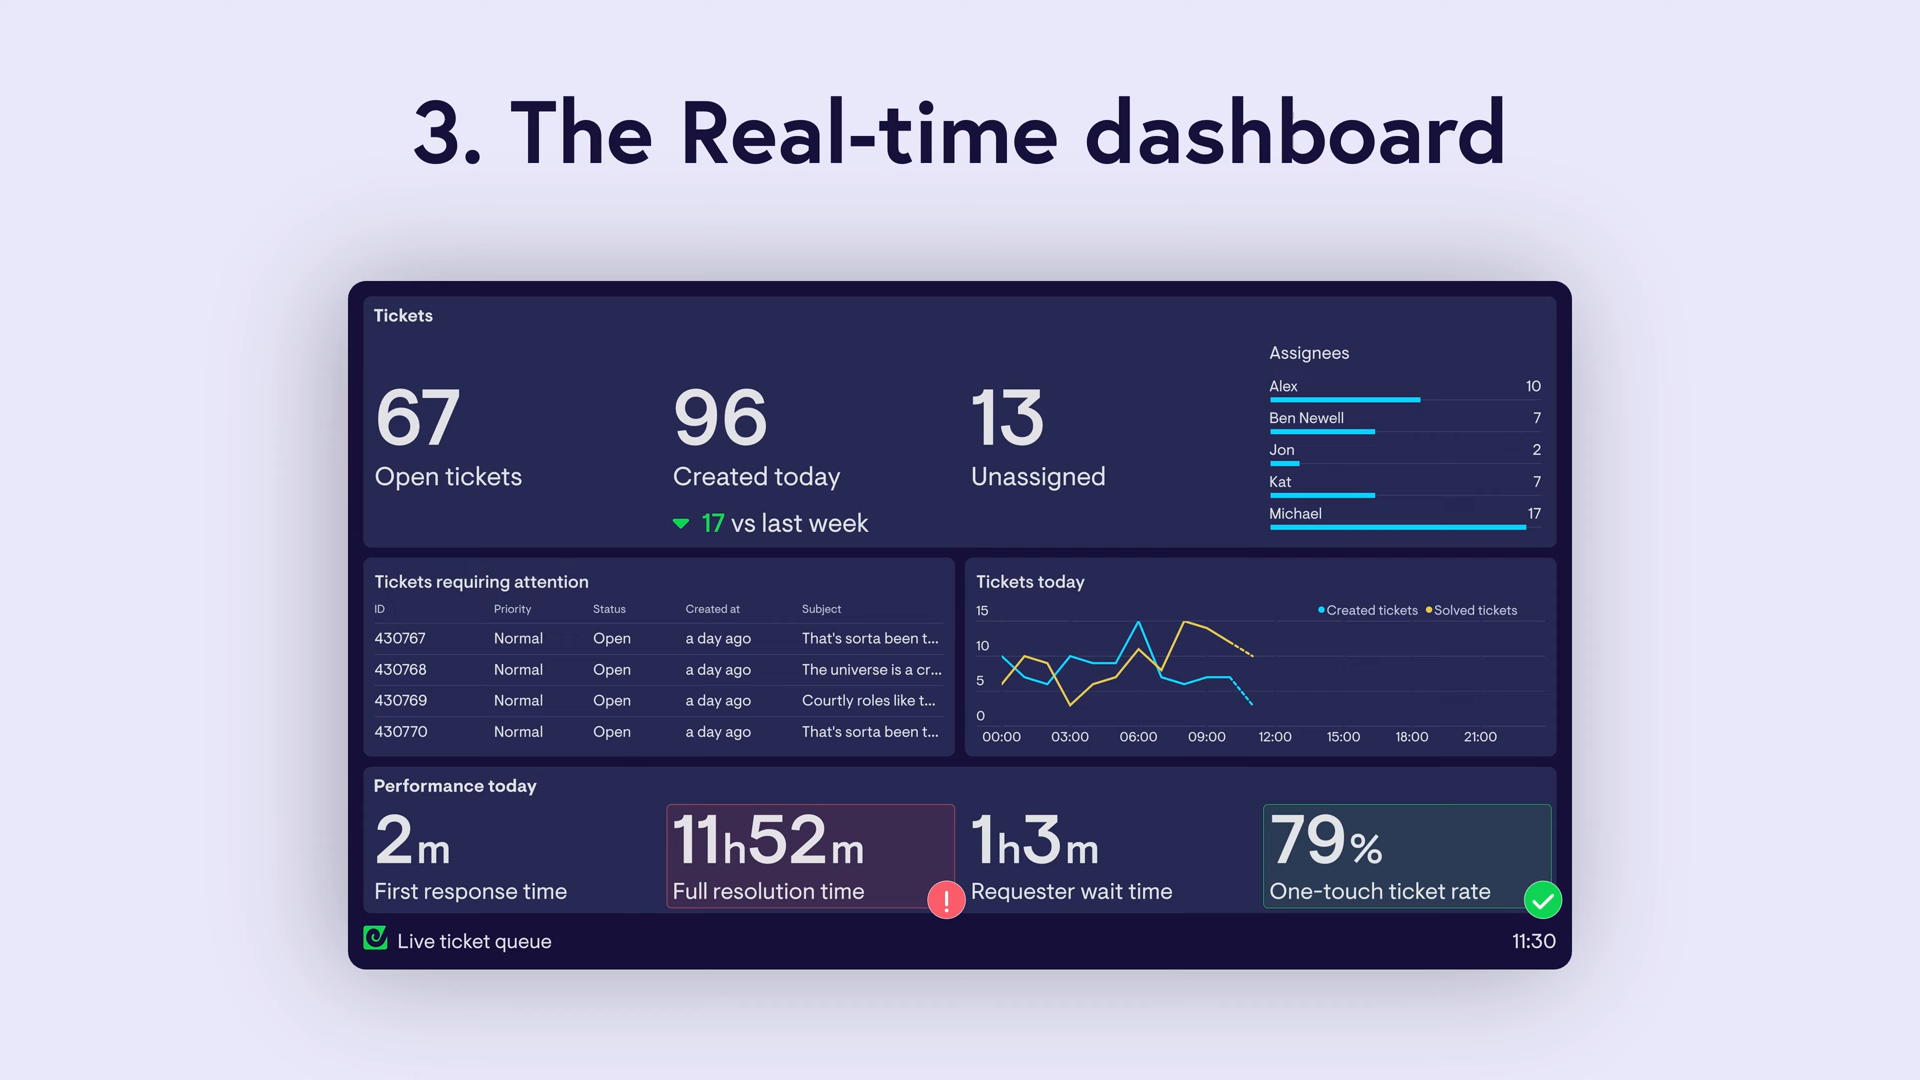 3. The Real-time dashboard
Tickets
67
Open tickets
96
Created today
17 vs last week
13
Unassigned
Assignees
Alex 10
Ben Newell 7
Jon 2
Kat 7
Michael 17
Tickets requiring attention
ID Priority Status Created at Subject
430767 Normal Open a day ago That's sorta been t...
430768 Normal Open a day ago The universe is a cr...
430769 Normal Open a day ago Courtly roles like t...
430770 Normal Open a day ago That's sorta been t...
Tickets today
Created tickets Solved tickets
15
10
5
0
00:00 03:00 06:00 09:00 12:00 15:00 18:00 21:00
Performance today
2m
First response time
11h52m
Full resolution time
!
1h3m
Requester wait time
79%
One-touch ticket rate
Live ticket queue
11:30